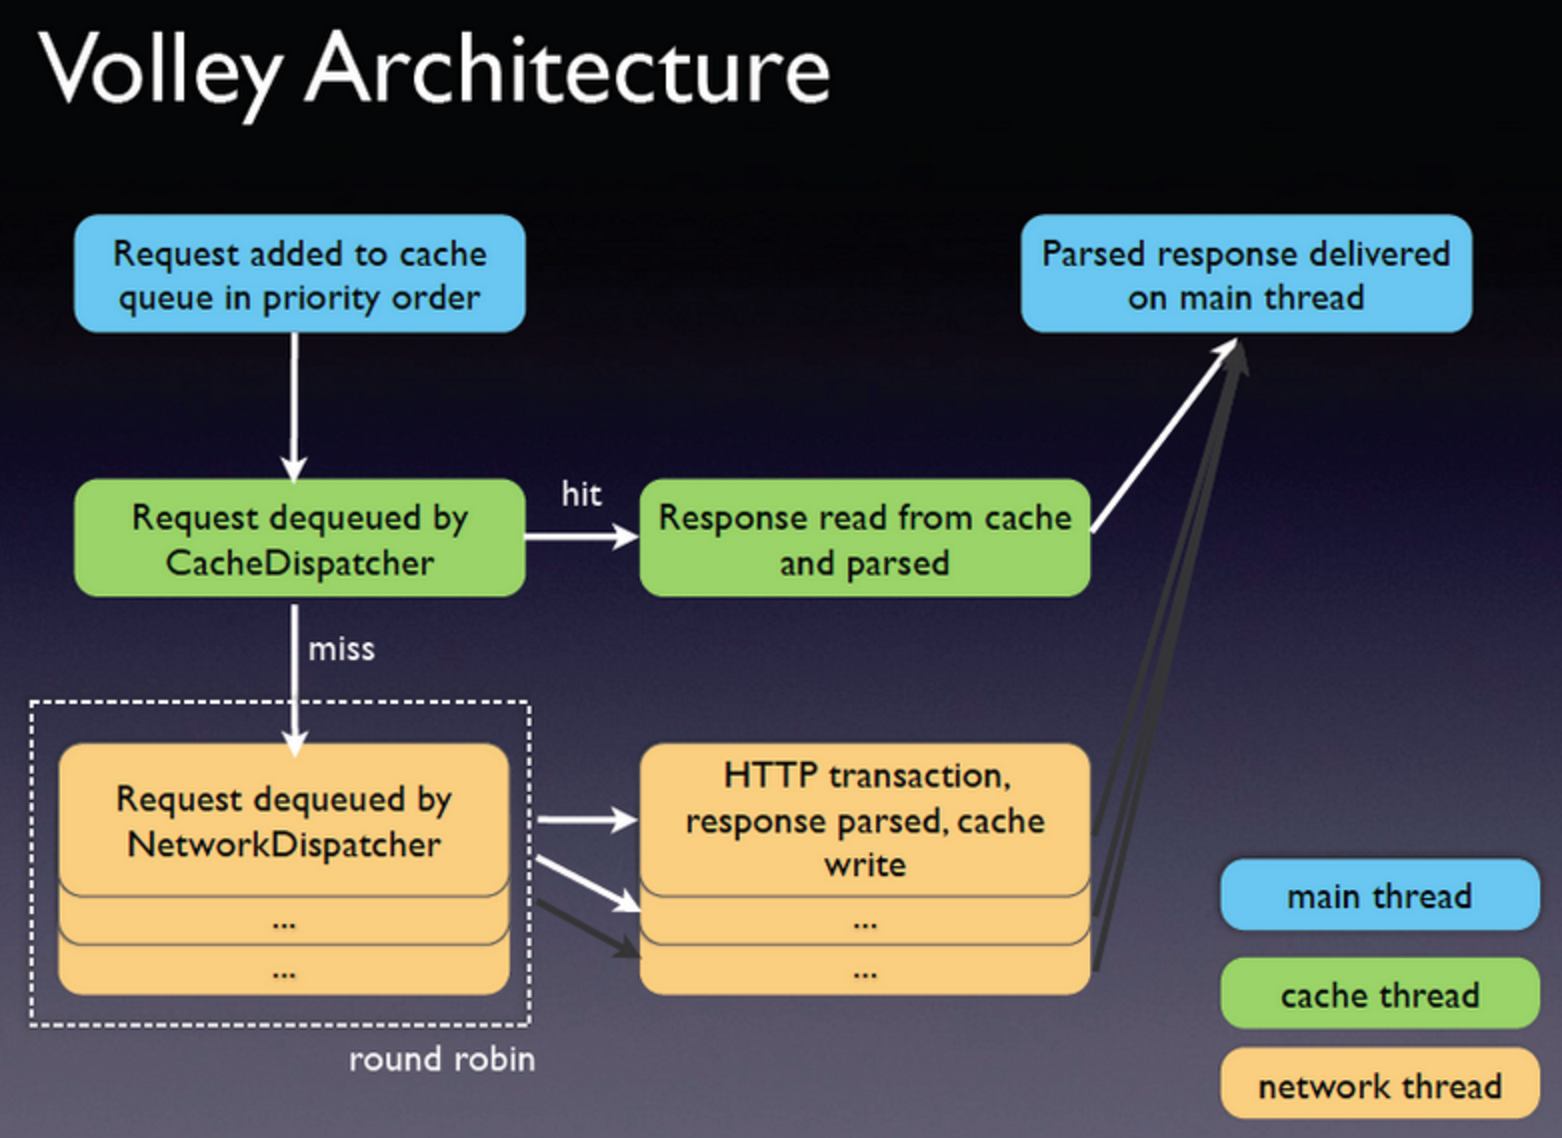 Volley Architecture
Request added to cache
queue in priority order
Parsed response delivered
on main thread
Request dequeued by
CacheDispatcher
hit
Response read from cache
and parsed
miss
Request dequeued by
NetworkDispatcher
...
...
HTTP transaction,
response parsed, cache
write
...
...
round robin
main thread
cache thread
network thread